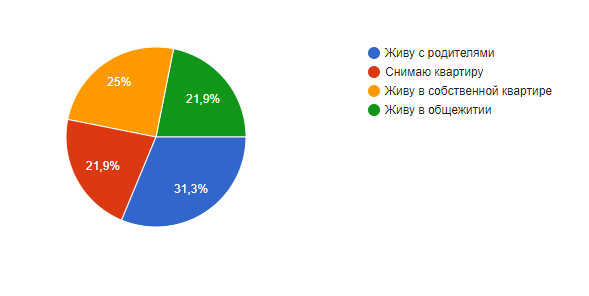 25%
21,9%
21,9%
31,3%
Живу с родителями
Снимаю квартиру
Живу в собственной квартире
Живу в общежитии